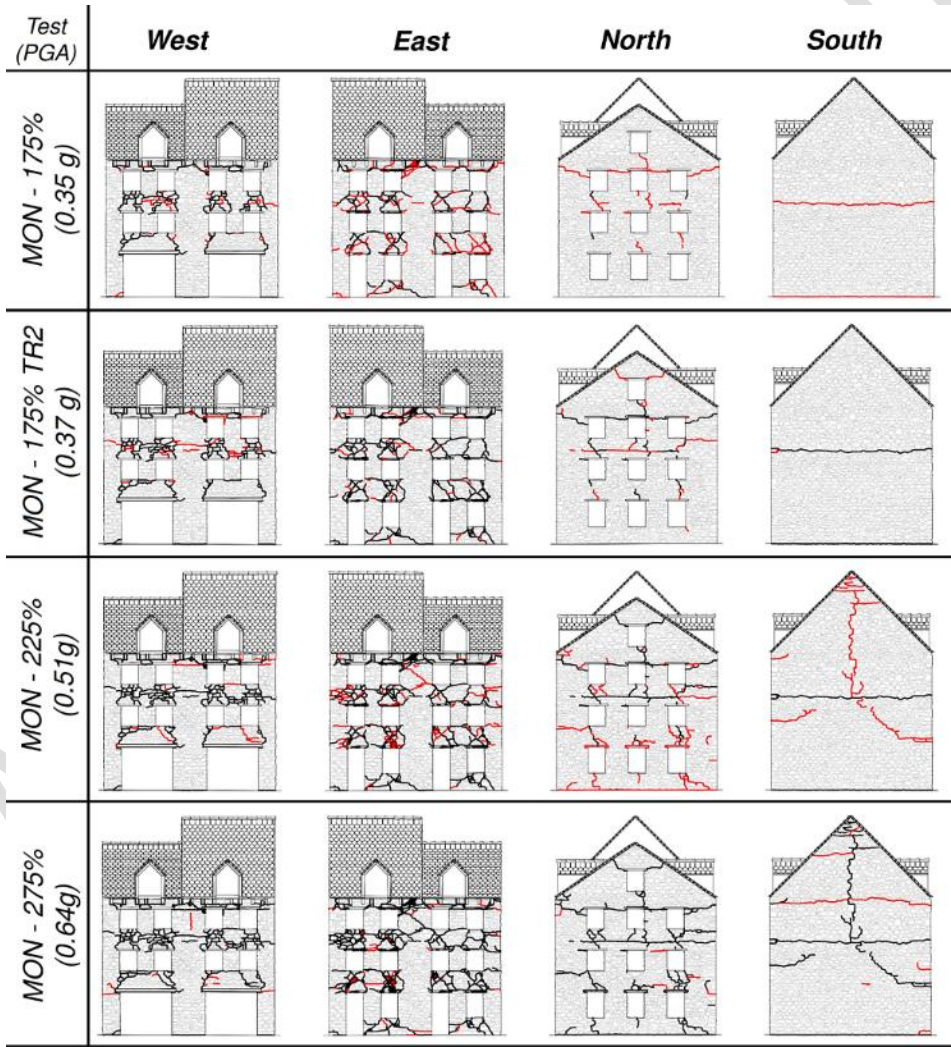 Test
(PGA)
West
East
North
South
MON - 175%
(0.35 g)
MON - 175% TR2
(0.37 g)
MON - 225%
(0.51g)
MON - 275%
(0.64g)